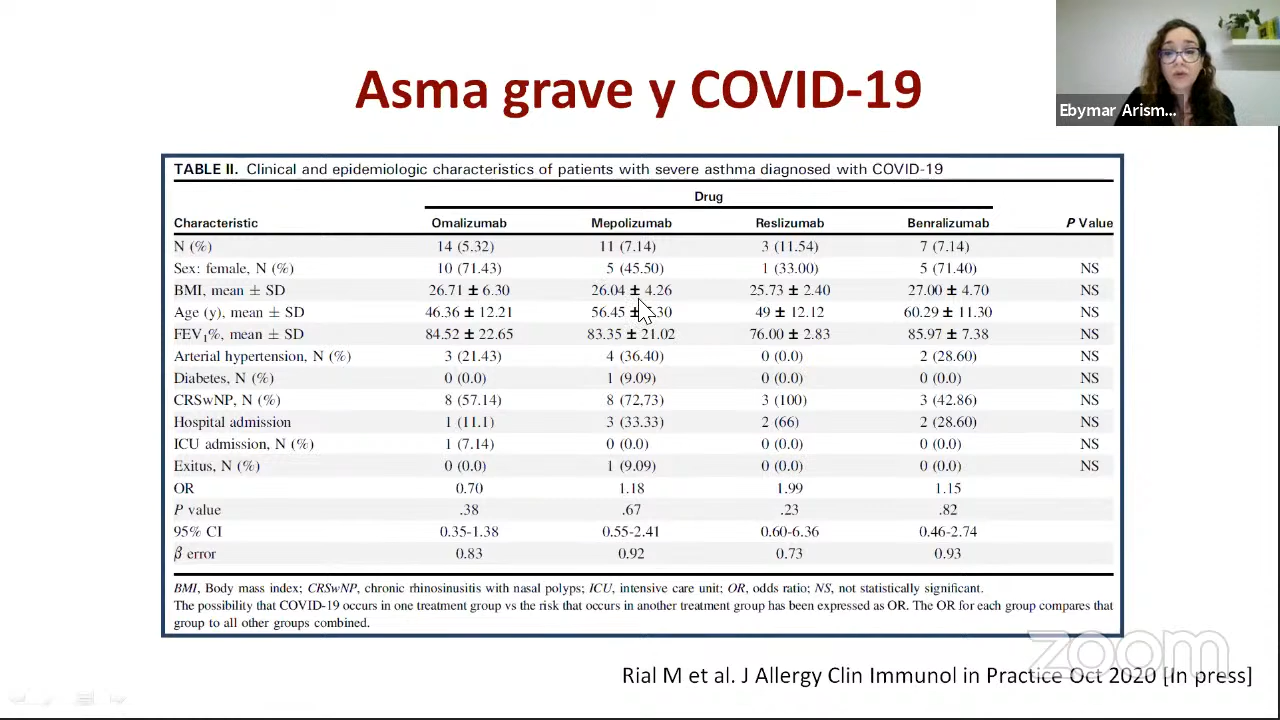 Asma grave y COVID-19
Ebymar Arism...
TABLE II. Clinical and epidemiologic characteristics of patients with severe asthma diagnosed with COVID-19
Drug
Characteristic Omalizumab Mepolizumab Reslizumab Benralizumab P Value
N (%) 14 (5.32) 11 (7.14) 3 (11.54) 7 (7.14)
Sex: female, N (%) 10 (71.43) 5 (45.50) 1 (33.00) 5 (71.40) NS
BMI, mean ± SD 26.71 ± 6.30 26.04 ± 4.26 25.73 ± 2.40 27.00 ± 4.70 NS
Age (y), mean ± SD 46.36 ± 12.21 56.45 ± 49 ± 12.12 60.29 ± 11.30 NS
FEV1%, mean ± SD 84.52 ± 22.65 83.35 ± 21.02 76.00 ± 2.83 85.97 ± 7.38 NS
Arterial hypertension, N (%) 3 (21.43) 4 (36.40) 0 (0.0) 2 (28.60) NS
Diabetes, N (%) 0 (0.0) 1 (9.09) 0 (0.0) 0 (0.0) NS
CRSwNP, N (%) 8 (57.14) 8 (72,73) 3 (100) 3 (42.86) NS
Hospital admission 1 (11.1) 3 (33.33) 2 (66) 2 (28.60) NS
ICU admission, N (%) 1 (7.14) 0 (0.0) 0 (0.0) 0 (0.0) NS
Exitus, N (%) 0 (0.0) 1 (9.09) 0 (0.0) 0 (0.0) NS
OR 0.70 1.18 1.99 1.15
P value .38 .67 .23 .82
95% CI 0.35-1.38 0.55-2.41 0.60-6.36 0.46-2.74
β error 0.83 0.92 0.73 0.93
BMI, Body mass index; CRSwNP, chronic rhinosinusitis with nasal polyps; ICU, intensive care unit; OR, odds ratio; NS, not statistically significant.
The possibility that COVID-19 occurs in one treatment group vs the risk that occurs in another treatment group has been expressed as OR. The OR for each group compares that
group to all other groups combined.
zoom
Rial M et al. J Allergy Clin Immunol in Practice Oct 2020 [In press]